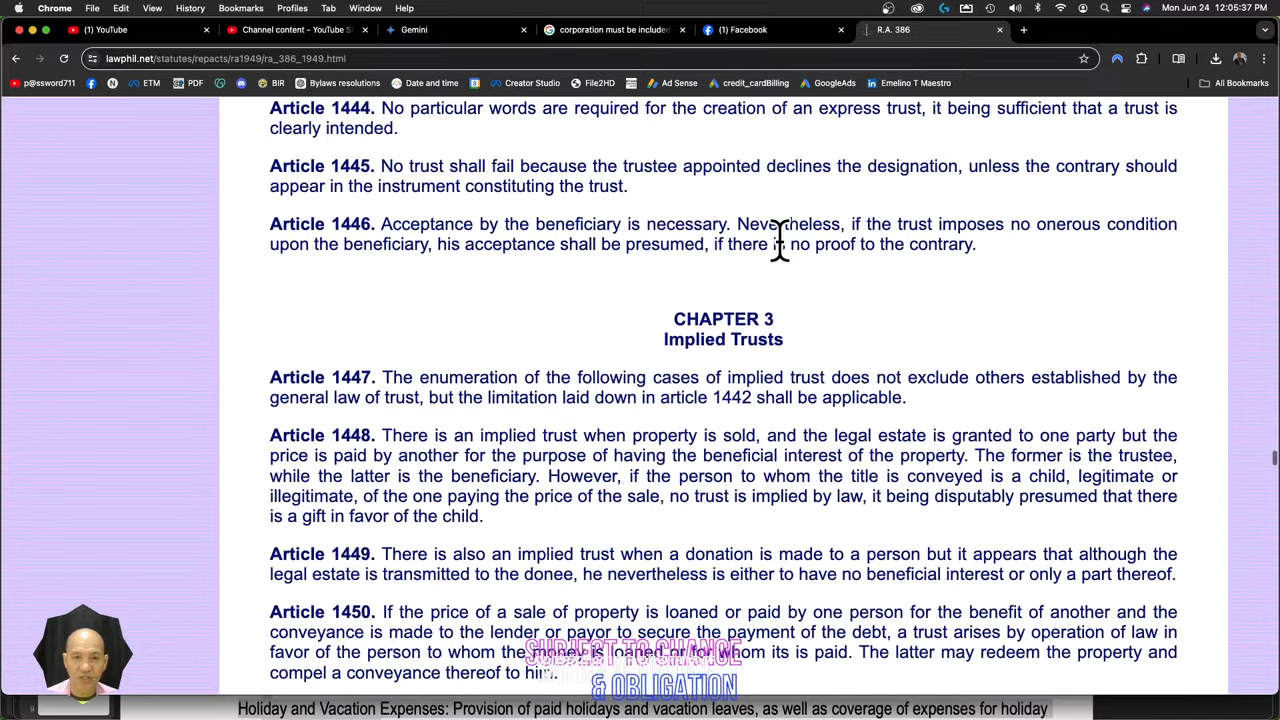 Chrome File Edit View History Bookmarks Profiles Tab Window Help Mon Jun 24 12:05:37 PM
(1) YouTube Channel content - YouTube S Gemini corporation must be included (1) Facebook R.A. 386
lawphil.net/statutes/repacts/ra1949/ra_386_1949.html
p@ssword711 ETM PDF BIR Bylaws resolutions Date and time Creator Studio File2HD Ad Sense credit_cardBilling GoogleAds Emelino T Maestro All Bookmarks
Article 1444. No particular words are required for the creation of an express trust, it being sufficient that a trust is
clearly intended.
Article 1445. No trust shall fail because the trustee appointed declines the designation, unless the contrary should
appear in the instrument constituting the trust.
Article 1446. Acceptance by the beneficiary is necessary. Nevertheless, if the trust imposes no onerous condition
upon the beneficiary, his acceptance shall be presumed, if there is no proof to the contrary.
CHAPTER 3
Implied Trusts
Article 1447. The enumeration of the following cases of implied trust does not exclude others established by the
general law of trust, but the limitation laid down in article 1442 shall be applicable.
Article 1448. There is an implied trust when property is sold, and the legal estate is granted to one party but the
price is paid by another for the purpose of having the beneficial interest of the property. The former is the trustee,
while the latter is the beneficiary. However, if the person to whom the title is conveyed is a child, legitimate or
illegitimate, of the one paying the price of the sale, no trust is implied by law, it being disputably presumed that there
is a gift in favor of the child.
Article 1449. There is also an implied trust when a donation is made to a person but it appears that although the
legal estate is transmitted to the donee, he nevertheless is either to have no beneficial interest or only a part thereof.
Article 1450. If the price of a sale of property is loaned or paid by one person for the benefit of another and the
conveyance is made to the lender or payor to secure the payment of the debt, a trust arises by operation of law in
favor of the person to whom the money is loaned or for whom its is paid. The latter may redeem the property and
compel a conveyance thereof to him.
SUBJECT TO CHANGE
& OBLIGATION
Holiday and Vacation Expenses: Provision of paid holidays and vacation leaves, as well as coverage of expenses for holiday